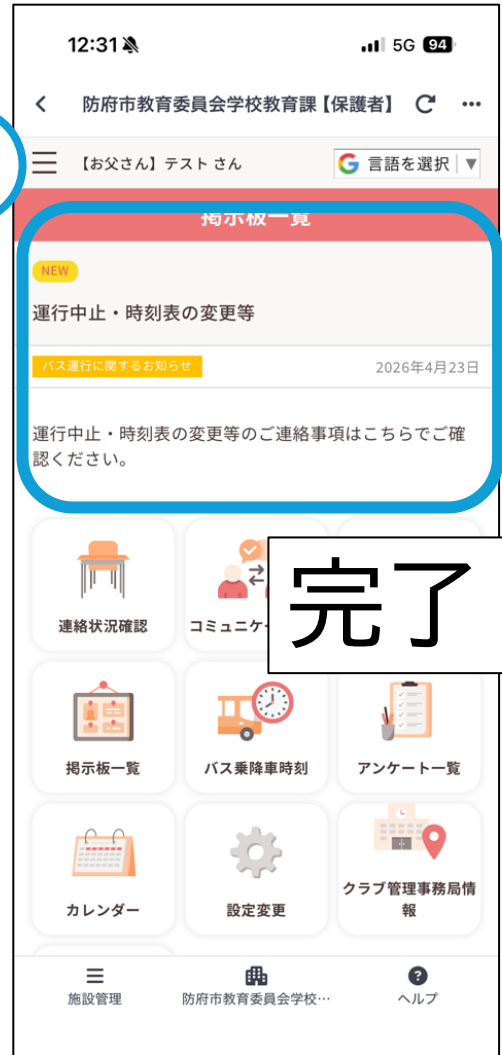 12:31
5G 94
防府市教育委員会学校教育課【保護者】
【お父さん】テスト さん
G 言語を選択 ▼
掲示板一覧
NEW
運行中止・時刻表の変更等
バス運行に関するお知らせ
2026年4月23日
運行中止・時刻表の変更等のご連絡事項はこちらでご確
認ください。
完了
連絡状況確認
コミュニケー
掲示板一覧
バス乗降車時刻
アンケート一覧
カレンダー
設定変更
クラブ管理事務局情
報
施設管理
防府市教育委員会学校…
ヘルプ